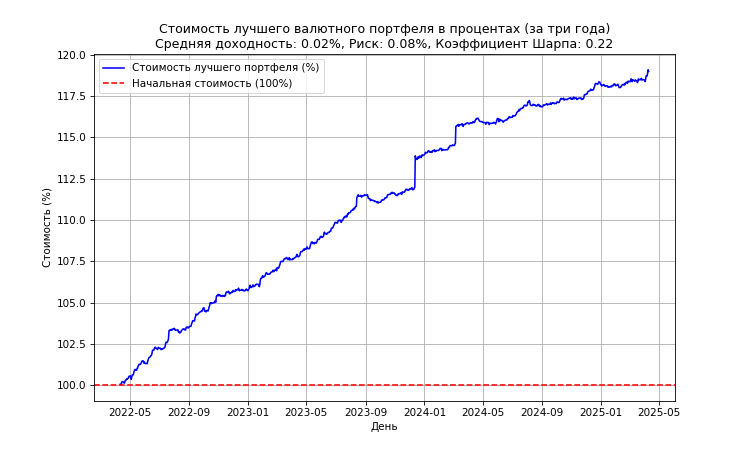 Стоимость лучшего валютного портфеля в процентах (за три года)
Средняя доходность: 0.02%, Риск: 0.08%, Коэффициент Шарпа: 0.22
Стоимость лучшего портфеля (%)
Начальная стоимость (100%)
Стоимость (%)
120.0
117.5
115.0
112.5
110.0
107.5
105.0
102.5
100.0
2022-05 2022-09 2023-01 2023-05 2023-09 2024-01 2024-05 2024-09 2025-01 2025-05
День